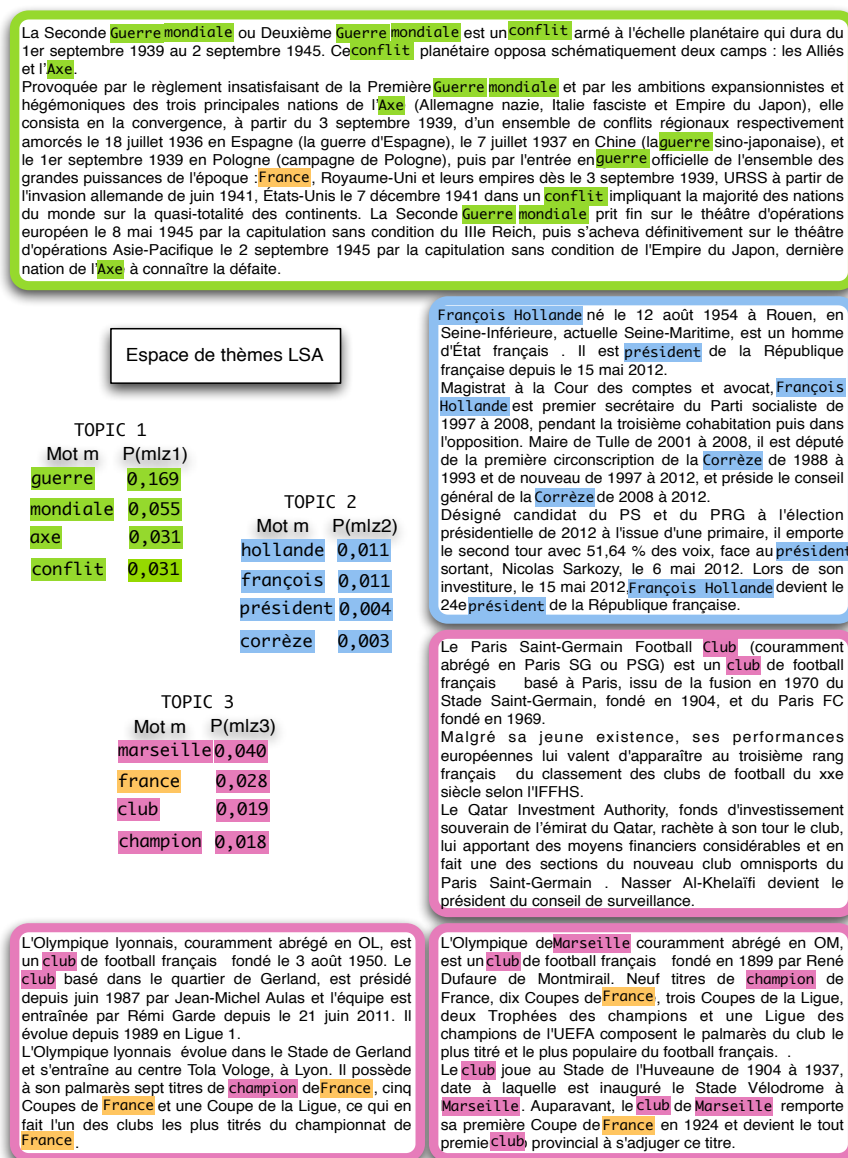 La Seconde Guerre mondiale ou Deuxième Guerre mondiale est un conflit armé à l'échelle planétaire qui dura du
1er septembre 1939 au 2 septembre 1945. Ce conflit planétaire opposa schématiquement deux camps : les Alliés
et l'Axe.
Provoquée par le règlement insatisfaisant de la Première Guerre mondiale et par les ambitions expansionnistes et
hégémoniques des trois principales nations de l'Axe (Allemagne nazie, Italie fasciste et Empire du Japon), elle
consista en la convergence, à partir du 3 septembre 1939, d'un ensemble de conflits régionaux respectivement
amorcés le 18 juillet 1936 en Espagne (la guerre d'Espagne), le 7 juillet 1937 en Chine (la guerre sino-japonaise), et
le 1er septembre 1939 en Pologne (campagne de Pologne), puis par l'entrée en guerre officielle de l'ensemble des
grandes puissances de l'époque : France, Royaume-Uni et leurs empires dès le 3 septembre 1939, URSS à partir de
l'invasion allemande de juin 1941, États-Unis le 7 décembre 1941 dans un conflit impliquant la majorité des nations
du monde sur la quasi-totalité des continents. La Seconde Guerre mondiale prit fin sur le théâtre d'opérations
européen le 8 mai 1945 par la capitulation sans condition du IIIe Reich, puis s'acheva définitivement sur le théâtre
d'opérations Asie-Pacifique le 2 septembre 1945 par la capitulation sans condition de l'Empire du Japon, dernière
nation de l'Axe à connaître la défaite.
Espace de thèmes LSA
TOPIC 1
Mot m P(m|z1)
guerre 0,169
mondiale 0,055
axe 0,031
conflit 0,031
TOPIC 2
Mot m P(m|z2)
hollande 0,011
françois 0,011
président 0,004
corrèze 0,003
TOPIC 3
Mot m P(m|z3)
marseille 0,040
france 0,028
club 0,019
champion 0,018
François Hollande né le 12 août 1954 à Rouen, en
Seine-Inférieure, actuelle Seine-Maritime, est un homme
d'État français . Il est président de la République
française depuis le 15 mai 2012.
Magistrat à la Cour des comptes et avocat, François
Hollande est premier secrétaire du Parti socialiste de
1997 à 2008, pendant la troisième cohabitation puis dans
l'opposition. Maire de Tulle de 2001 à 2008, il est député
de la première circonscription de la Corrèze de 1988 à
1993 et de nouveau de 1997 à 2012, et préside le conseil
général de la Corrèze de 2008 à 2012.
Désigné candidat du PS et du PRG à l'élection
présidentielle de 2012 à l'issue d'une primaire, il emporte
le second tour avec 51,64 % des voix, face au président
sortant, Nicolas Sarkozy, le 6 mai 2012. Lors de son
investiture, le 15 mai 2012, François Hollande devient le
24e président de la République française.
Le Paris Saint-Germain Football Club (couramment
abrégé en Paris SG ou PSG) est un club de football
français basé à Paris, issu de la fusion en 1970 du
Stade Saint-Germain, fondé en 1904, et du Paris FC
fondé en 1969.
Malgré sa jeune existence, ses performances
européennes lui valent d'apparaître au troisième rang
français du classement des clubs de football du xxe
siècle selon l'IFFHS.
Le Qatar Investment Authority, fonds d'investissement
souverain de l'émirat du Qatar, rachète à son tour le club,
lui apportant des moyens financiers considérables et en
fait une des sections du nouveau club omnisports du
Paris Saint-Germain . Nasser Al-Khelaïfi devient le
président du conseil de surveillance.
L'Olympique lyonnais, couramment abrégé en OL, est
un club de football français fondé le 3 août 1950. Le
club basé dans le quartier de Gerland, est présidé
depuis juin 1987 par Jean-Michel Aulas et l'équipe est
entraînée par Rémi Garde depuis le 21 juin 2011. Il
évolue depuis 1989 en Ligue 1.
L'Olympique lyonnais évolue dans le Stade de Gerland
et s'entraîne au centre Tola Vologe, à Lyon. Il possède
à son palmarès sept titres de champion de France, cinq
Coupes de France et une Coupe de la Ligue, ce qui en
fait l'un des clubs les plus titrés du championnat de
France.
L'Olympique de Marseille couramment abrégé en OM,
est un club de football français fondé en 1899 par René
Dufaure de Montmirail. Neuf titres de champion de
France, dix Coupes de France, trois Coupes de la Ligue,
deux Trophées des champions et une Ligue des
champions de l'UEFA composent le palmarès du club le
plus titré et le plus populaire du football français. .
Le club joue au Stade de l'Huveaune de 1904 à 1937,
date à laquelle est inauguré le Stade Vélodrome à
Marseille. Auparavant, le club de Marseille remporte
sa première Coupe de France en 1924 et devient le tout
premie club provincial à s'adjuger ce titre.